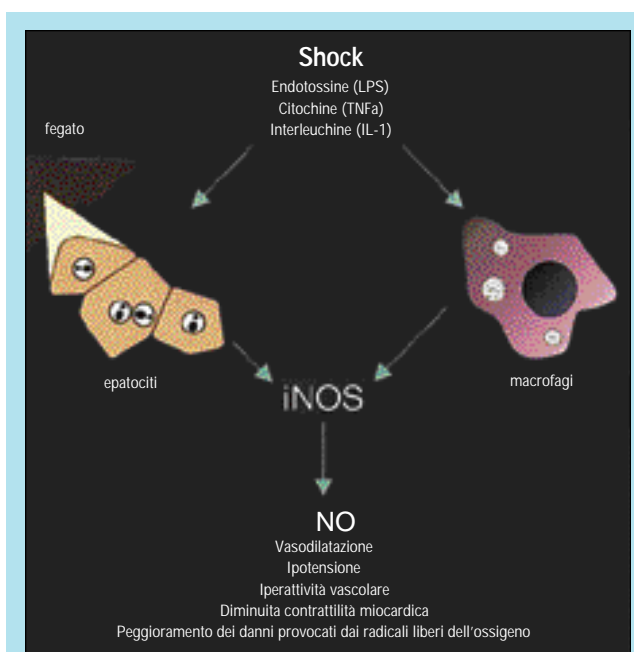 Shock
Endotossine (LPS)
Citochine (TNFa)
Interleuchine (IL-1)
fegato
epatociti
macrofagi
iNOS
NO
Vasodilatazione
Ipotensione
Iperattività vascolare
Diminuita contrattilità miocardica
Peggioramento dei danni provocati dai radicali liberi dell'ossigeno